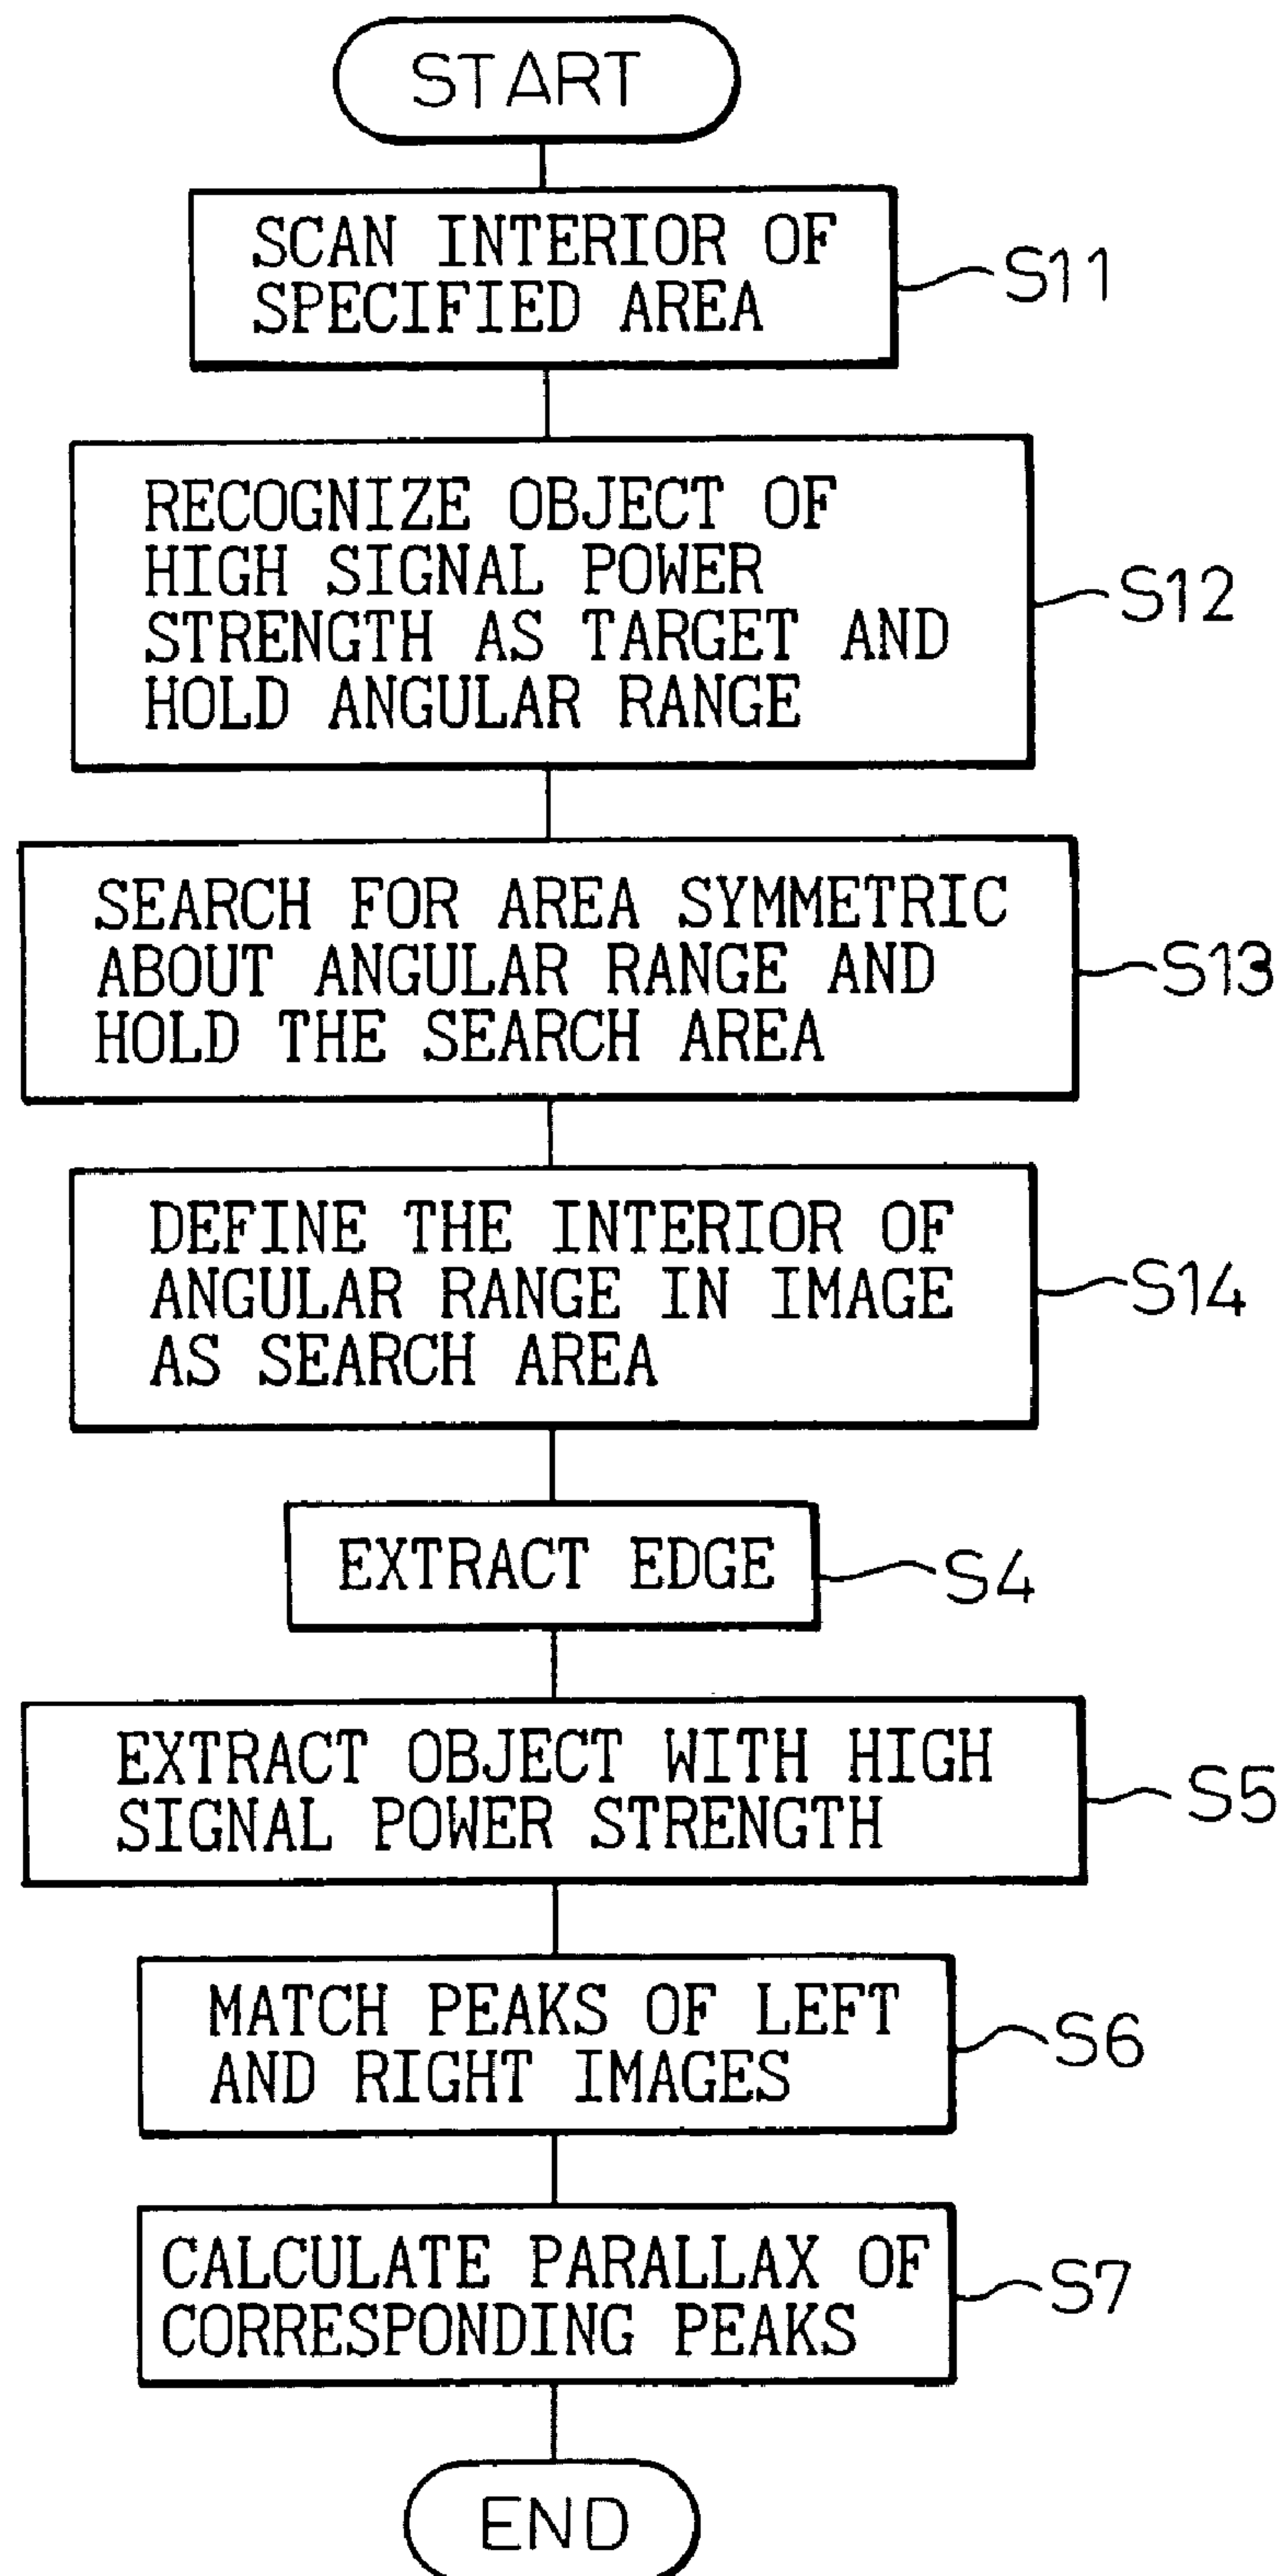 START
SCAN INTERIOR OF
SPECIFIED AREA
S11
RECOGNIZE OBJECT OF
HIGH SIGNAL POWER
STRENGTH AS TARGET AND
HOLD ANGULAR RANGE
S12
SEARCH FOR AREA SYMMETRIC
ABOUT ANGULAR RANGE AND
HOLD THE SEARCH AREA
S13
DEFINE THE INTERIOR OF
ANGULAR RANGE IN IMAGE
AS SEARCH AREA
S14
EXTRACT EDGE
S4
EXTRACT OBJECT WITH HIGH
SIGNAL POWER STRENGTH
S5
MATCH PEAKS OF LEFT
AND RIGHT IMAGES
S6
CALCULATE PARALLAX OF
CORRESPONDING PEAKS
S7
END